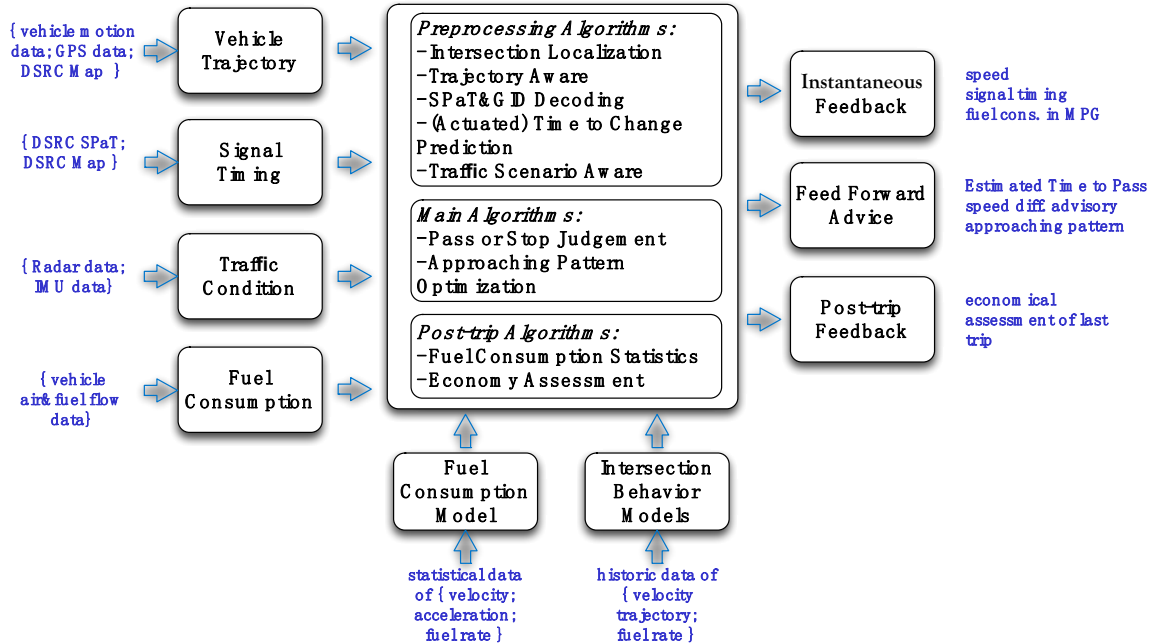 { vehicle motion
data; GPS data;
DSRC Map }
Vehicle
Trajectory
{ DSRC SPaT;
DSRC Map }
Signal
Timing
{ Radar data;
IMU data}
Traffic
Condition
{ vehicle
air&fuel flow
data}
Fuel
Consumption
Preprocessing Algorithms:
-Intersection Localization
-Trajectory Aware
-SPaT&GID Decoding
-(Actuated) Time to Change
Prediction
-Traffic Scenario Aware
Main Algorithms:
-Pass or Stop Judgement
-Approaching Pattern
Optimization
Post-trip Algorithms:
-Fuel Consumption Statistics
-Economy Assessment
Instantaneous
Feedback
speed
signal timing
fuel cons. in MPG
Feed Forward
Advice
Estimated Time to Pass
speed diff. advisory
approaching pattern
Post-trip
Feedback
economical
assessment of last
trip
Fuel
Consumption
Model
Intersection
Behavior
Models
statistical data
of { velocity;
acceleration;
fuel rate }
historic data of
{ velocity
trajectory;
fuel rate }